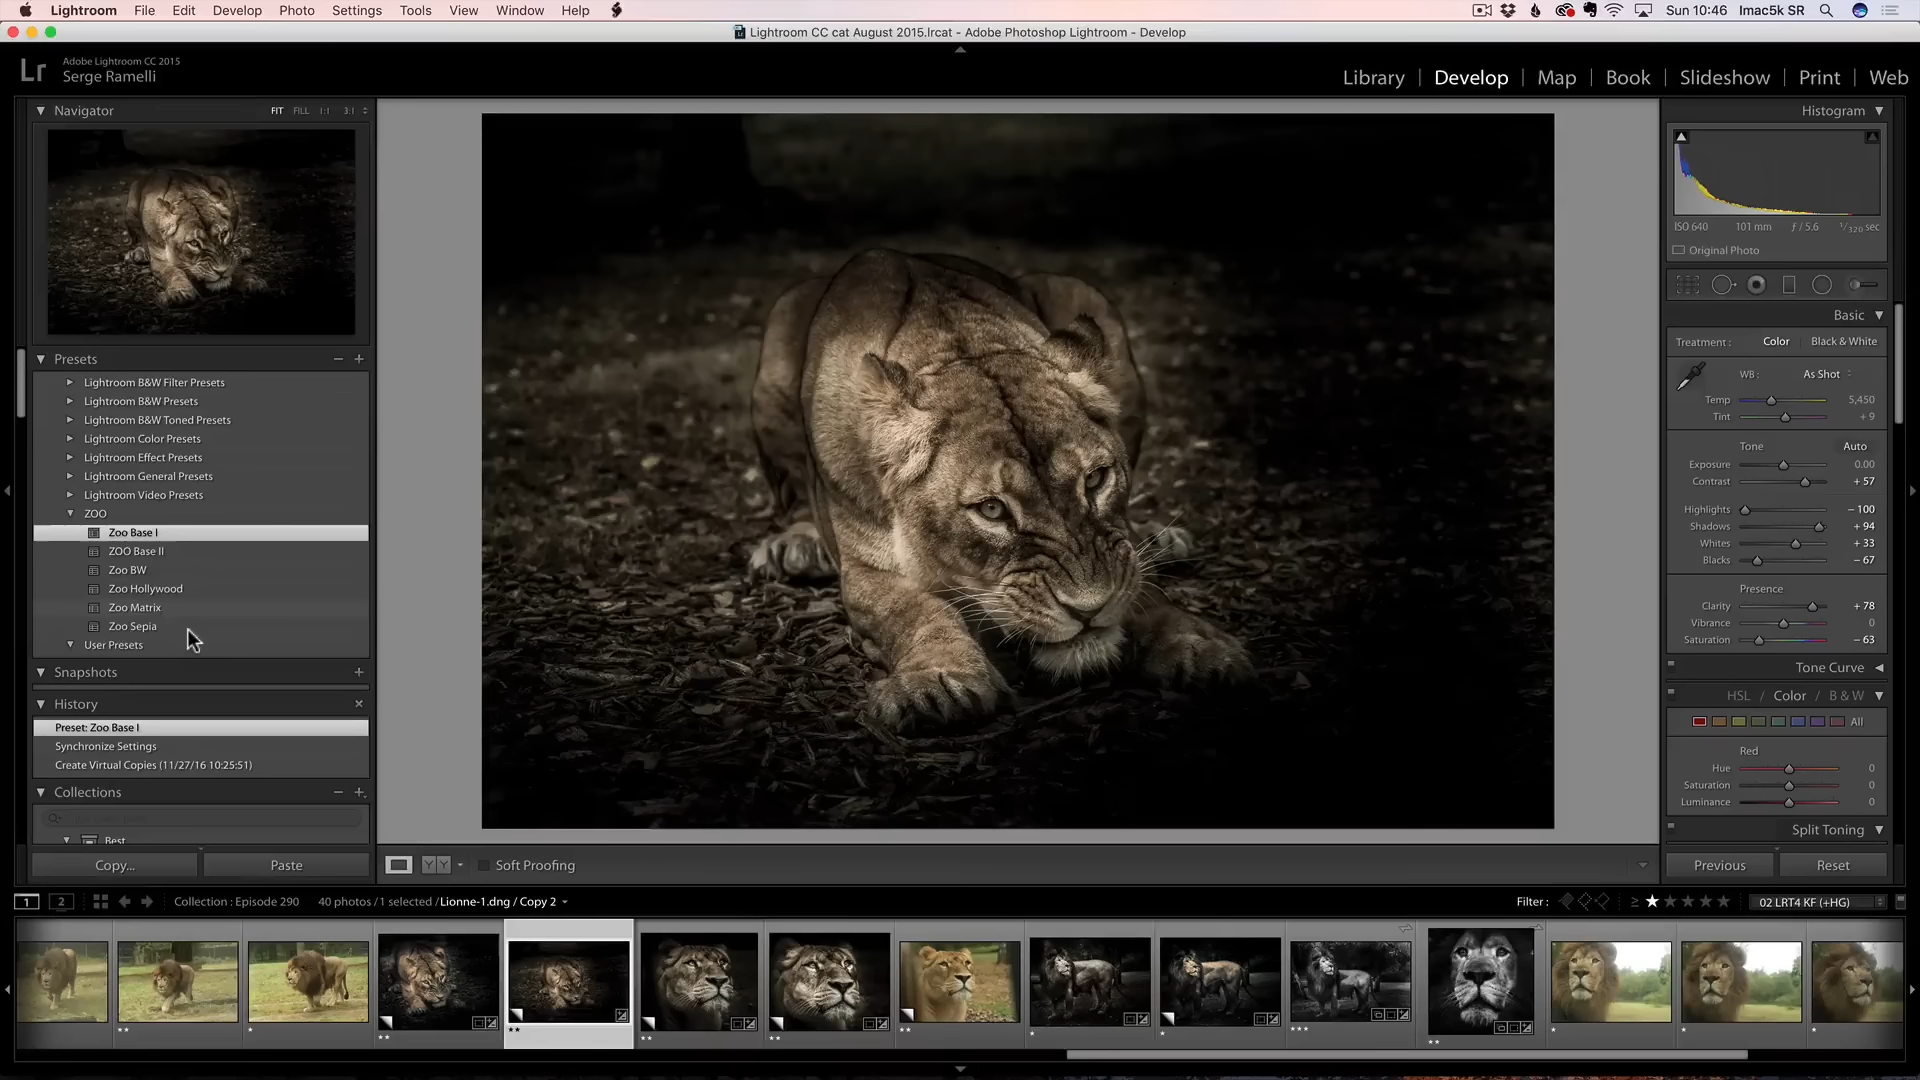 Lightroom File Edit Develop Photo Settings Tools View Window Help
Sun 10:46 Imac5k SR
Lightroom CC cat August 2015.lrcat - Adobe Photoshop Lightroom - Develop
Lr
Adobe Lightroom CC 2015
Serge Ramelli
Library | Develop | Map | Book | Slideshow | Print | Web
Navigator FIT FILL 1:1 3:1
Presets
Lightroom B&W Filter Presets
Lightroom B&W Presets
Lightroom B&W Toned Presets
Lightroom Color Presets
Lightroom Effect Presets
Lightroom General Presets
Lightroom Video Presets
ZOO
Zoo Base I
ZOO Base II
Zoo BW
Zoo Hollywood
Zoo Matrix
Zoo Sepia
User Presets
Snapshots
History
Preset: Zoo Base I
Synchronize Settings
Create Virtual Copies (11/27/16 10:25:51)
Collections
Best
Copy... Paste
Soft Proofing
Histogram
ISO 640 101 mm ƒ / 5.6 1/320 sec
Original Photo
Basic
Treatment : Color Black & White
WB : As Shot
Temp 5,450
Tint + 9
Tone Auto
Exposure 0.00
Contrast + 57
Highlights − 100
Shadows + 94
Whites + 33
Blacks − 67
Presence
Clarity + 78
Vibrance 0
Saturation − 63
Tone Curve
HSL / Color / B & W
All
Red
Hue 0
Saturation 0
Luminance 0
Split Toning
Previous Reset
1 2 Collection : Episode 290 40 photos / 1 selected / Lionne-1.dng / Copy 2
Filter : 02 LRT4 KF (+HG)